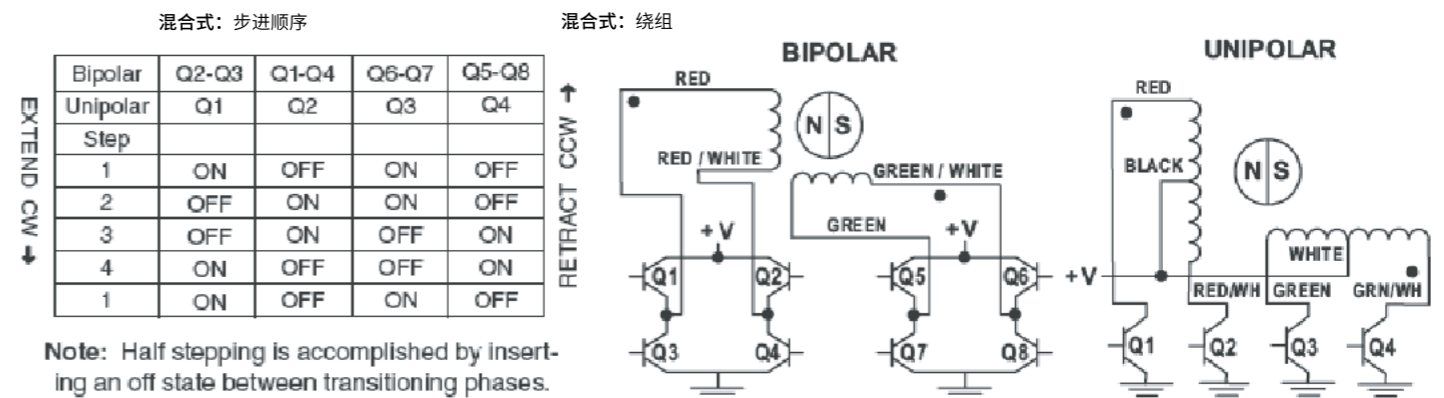 混合式：步进顺序
EXTEND CW →
Bipolar Q2-Q3 Q1-Q4 Q6-Q7 Q5-Q8
Unipolar Q1 Q2 Q3 Q4
Step
1 ON OFF ON OFF
2 OFF ON ON OFF
3 OFF ON OFF ON
4 ON OFF OFF ON
1 ON OFF ON OFF
RETRACT CCW →
Note: Half stepping is accomplished by insert-
ing an off state between transitioning phases.
混合式：绕组
BIPOLAR
RED
N S
RED / WHITE
GREEN / WHITE
GREEN
+ V
+ V
Q1 Q2 Q5 Q6
Q3 Q4 Q7 Q8
UNIPOLAR
RED
BLACK
N S
WHITE
+V
RED/WH GREEN GRN/WH
Q1 Q2 Q3 Q4